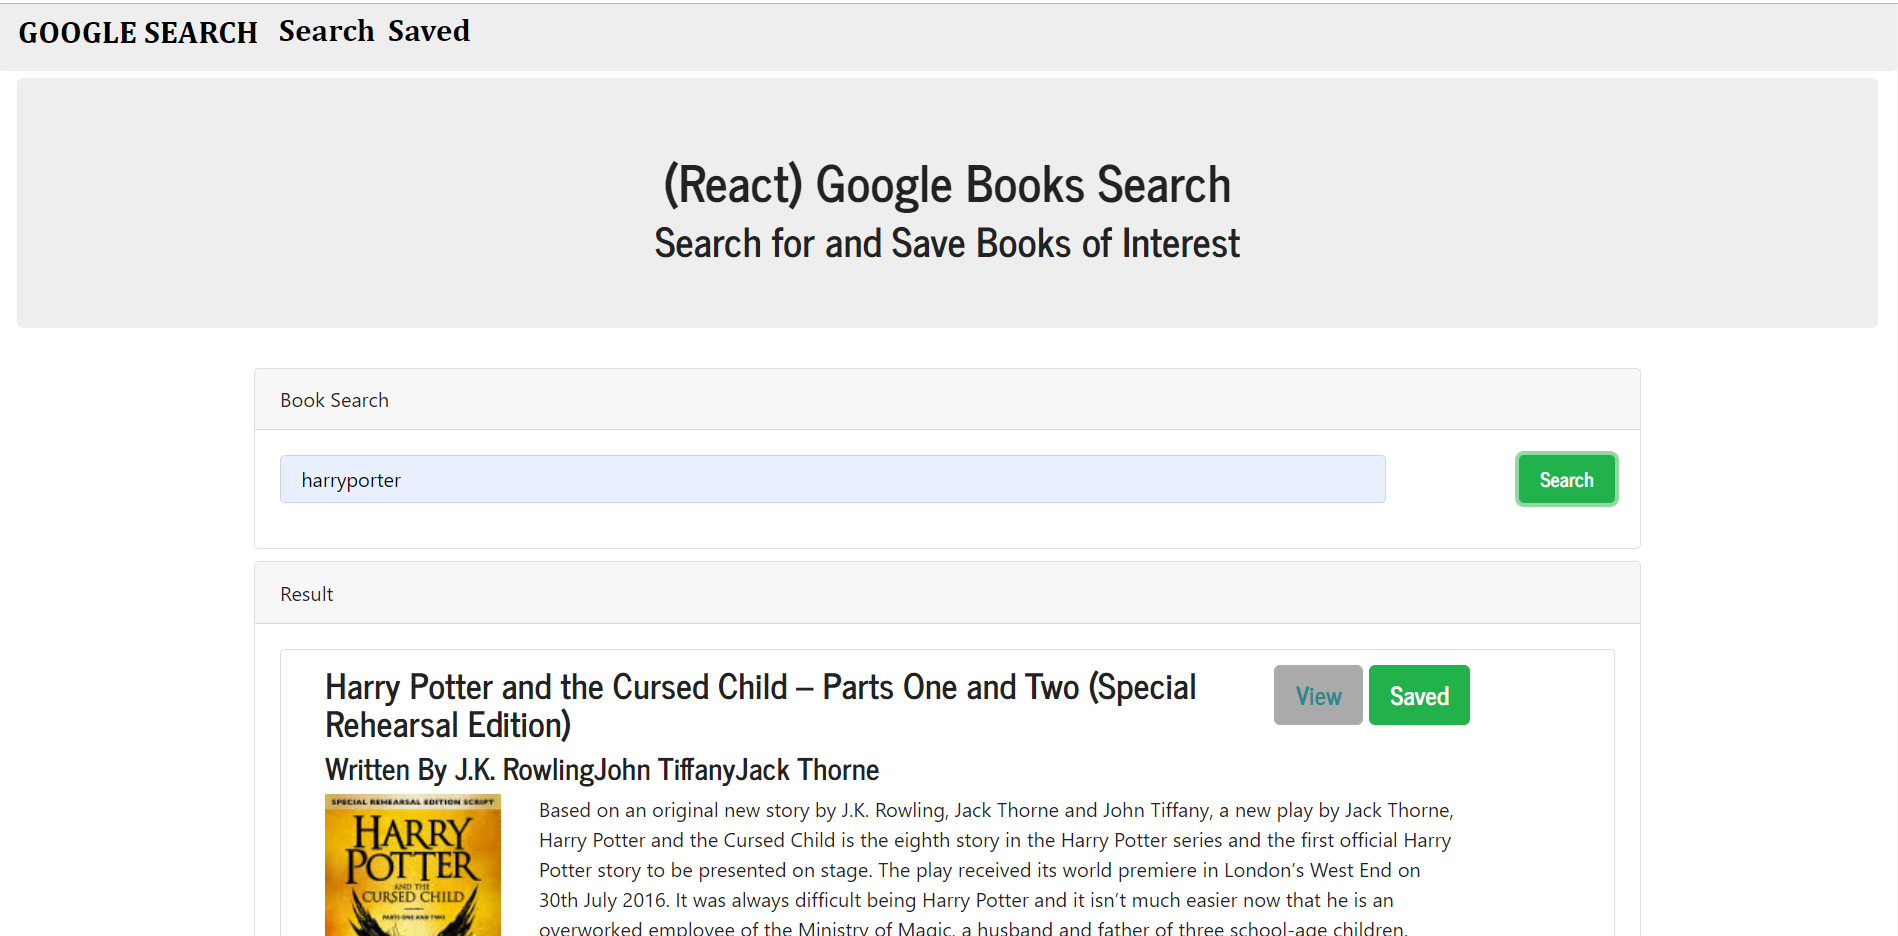 GOOGLE SEARCH Search Saved
(React) Google Books Search
Search for and Save Books of Interest
Book Search
harryporter
Search
Result
Harry Potter and the Cursed Child – Parts One and Two (Special
Rehearsal Edition)
View
Saved
Written By J.K. RowlingJohn TiffanyJack Thorne
SPECIAL REHEARSAL EDITION SCRIPT
HARRY
POTTER
AND THE
CURSED CHILD
PARTS ONE AND TWO
Based on an original new story by J.K. Rowling, Jack Thorne and John Tiffany, a new play by Jack Thorne,
Harry Potter and the Cursed Child is the eighth story in the Harry Potter series and the first official Harry
Potter story to be presented on stage. The play received its world premiere in London’s West End on
30th July 2016. It was always difficult being Harry Potter and it isn’t much easier now that he is an
overworked employee of the Ministry of Magic, a husband and father of three school-age children.